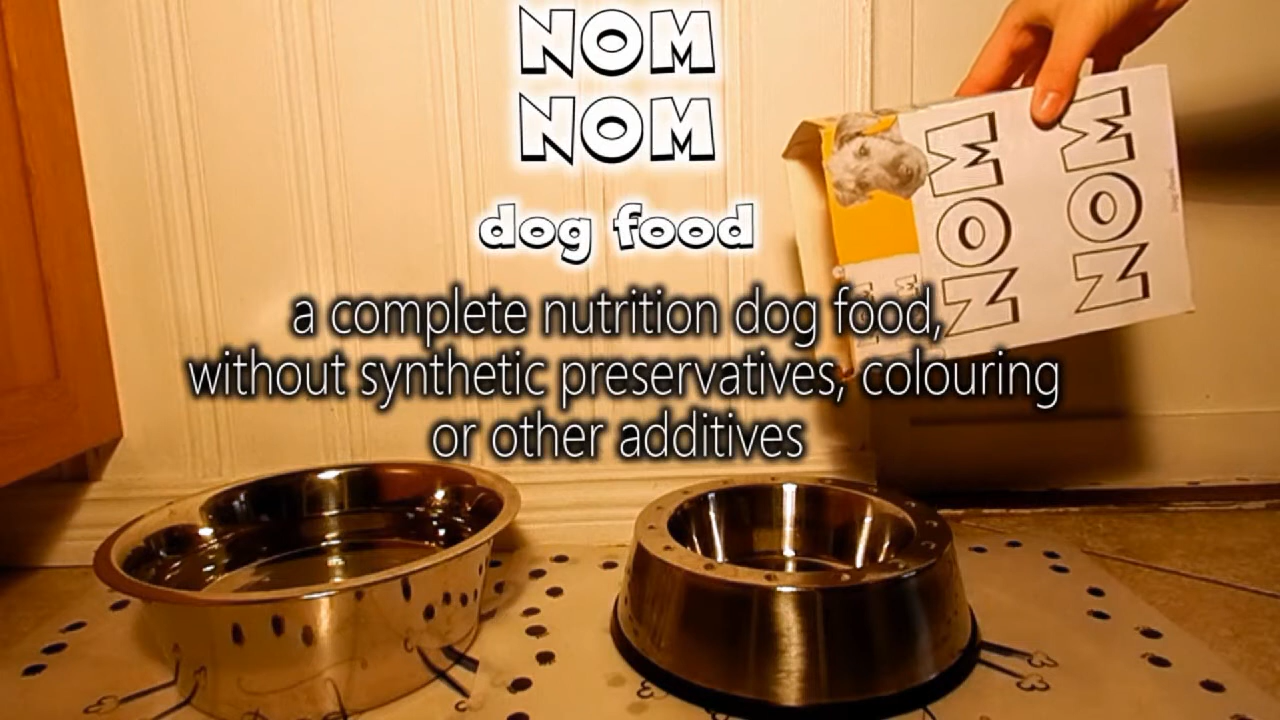 NOM
NOM
dog food
a complete nutrition dog food,
without synthetic preservatives, colouring
or other additives
NOM
NOM